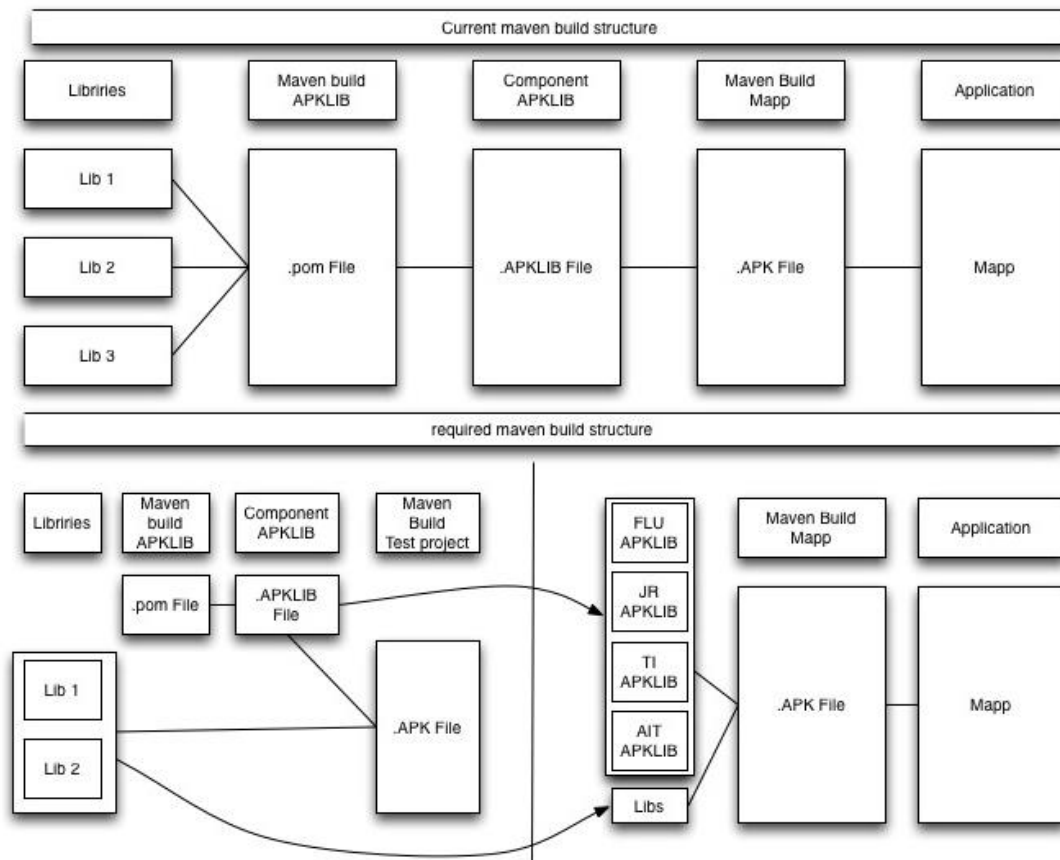 Current maven build structure
Libriries
Maven build
APKLIB
Component
APKLIB
Maven Build
Mapp
Application
Lib 1
Lib 2
Lib 3
.pom File
.APKLIB File
.APK File
Mapp
required maven build structure
Libriries
Maven
build
APKLIB
Component
APKLIB
Maven
Build
Test project
.pom File
.APKLIB
File
Lib 1
Lib 2
.APK File
FLU
APKLIB
JR
APKLIB
TI
APKLIB
AIT
APKLIB
Libs
Maven Build
Mapp
Application
.APK File
Mapp